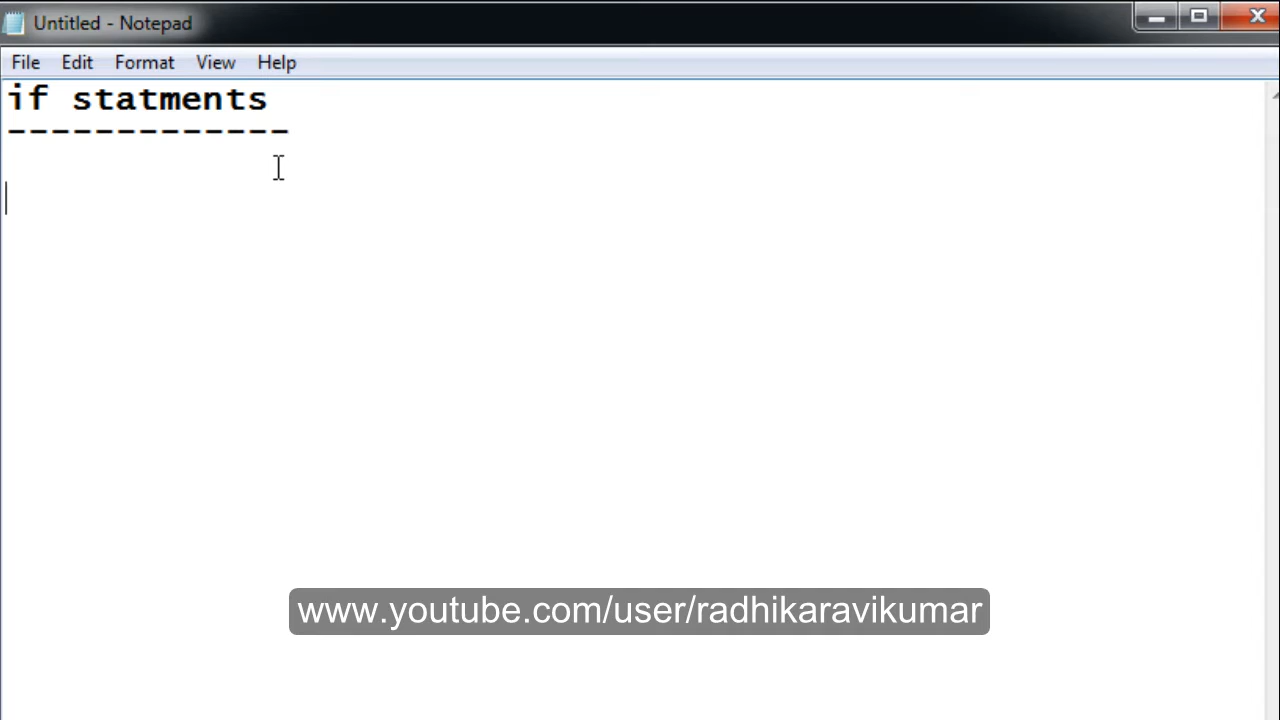 Untitled - Notepad
File Edit Format View Help
if statments
-------------
www.youtube.com/user/radhikaravikumar